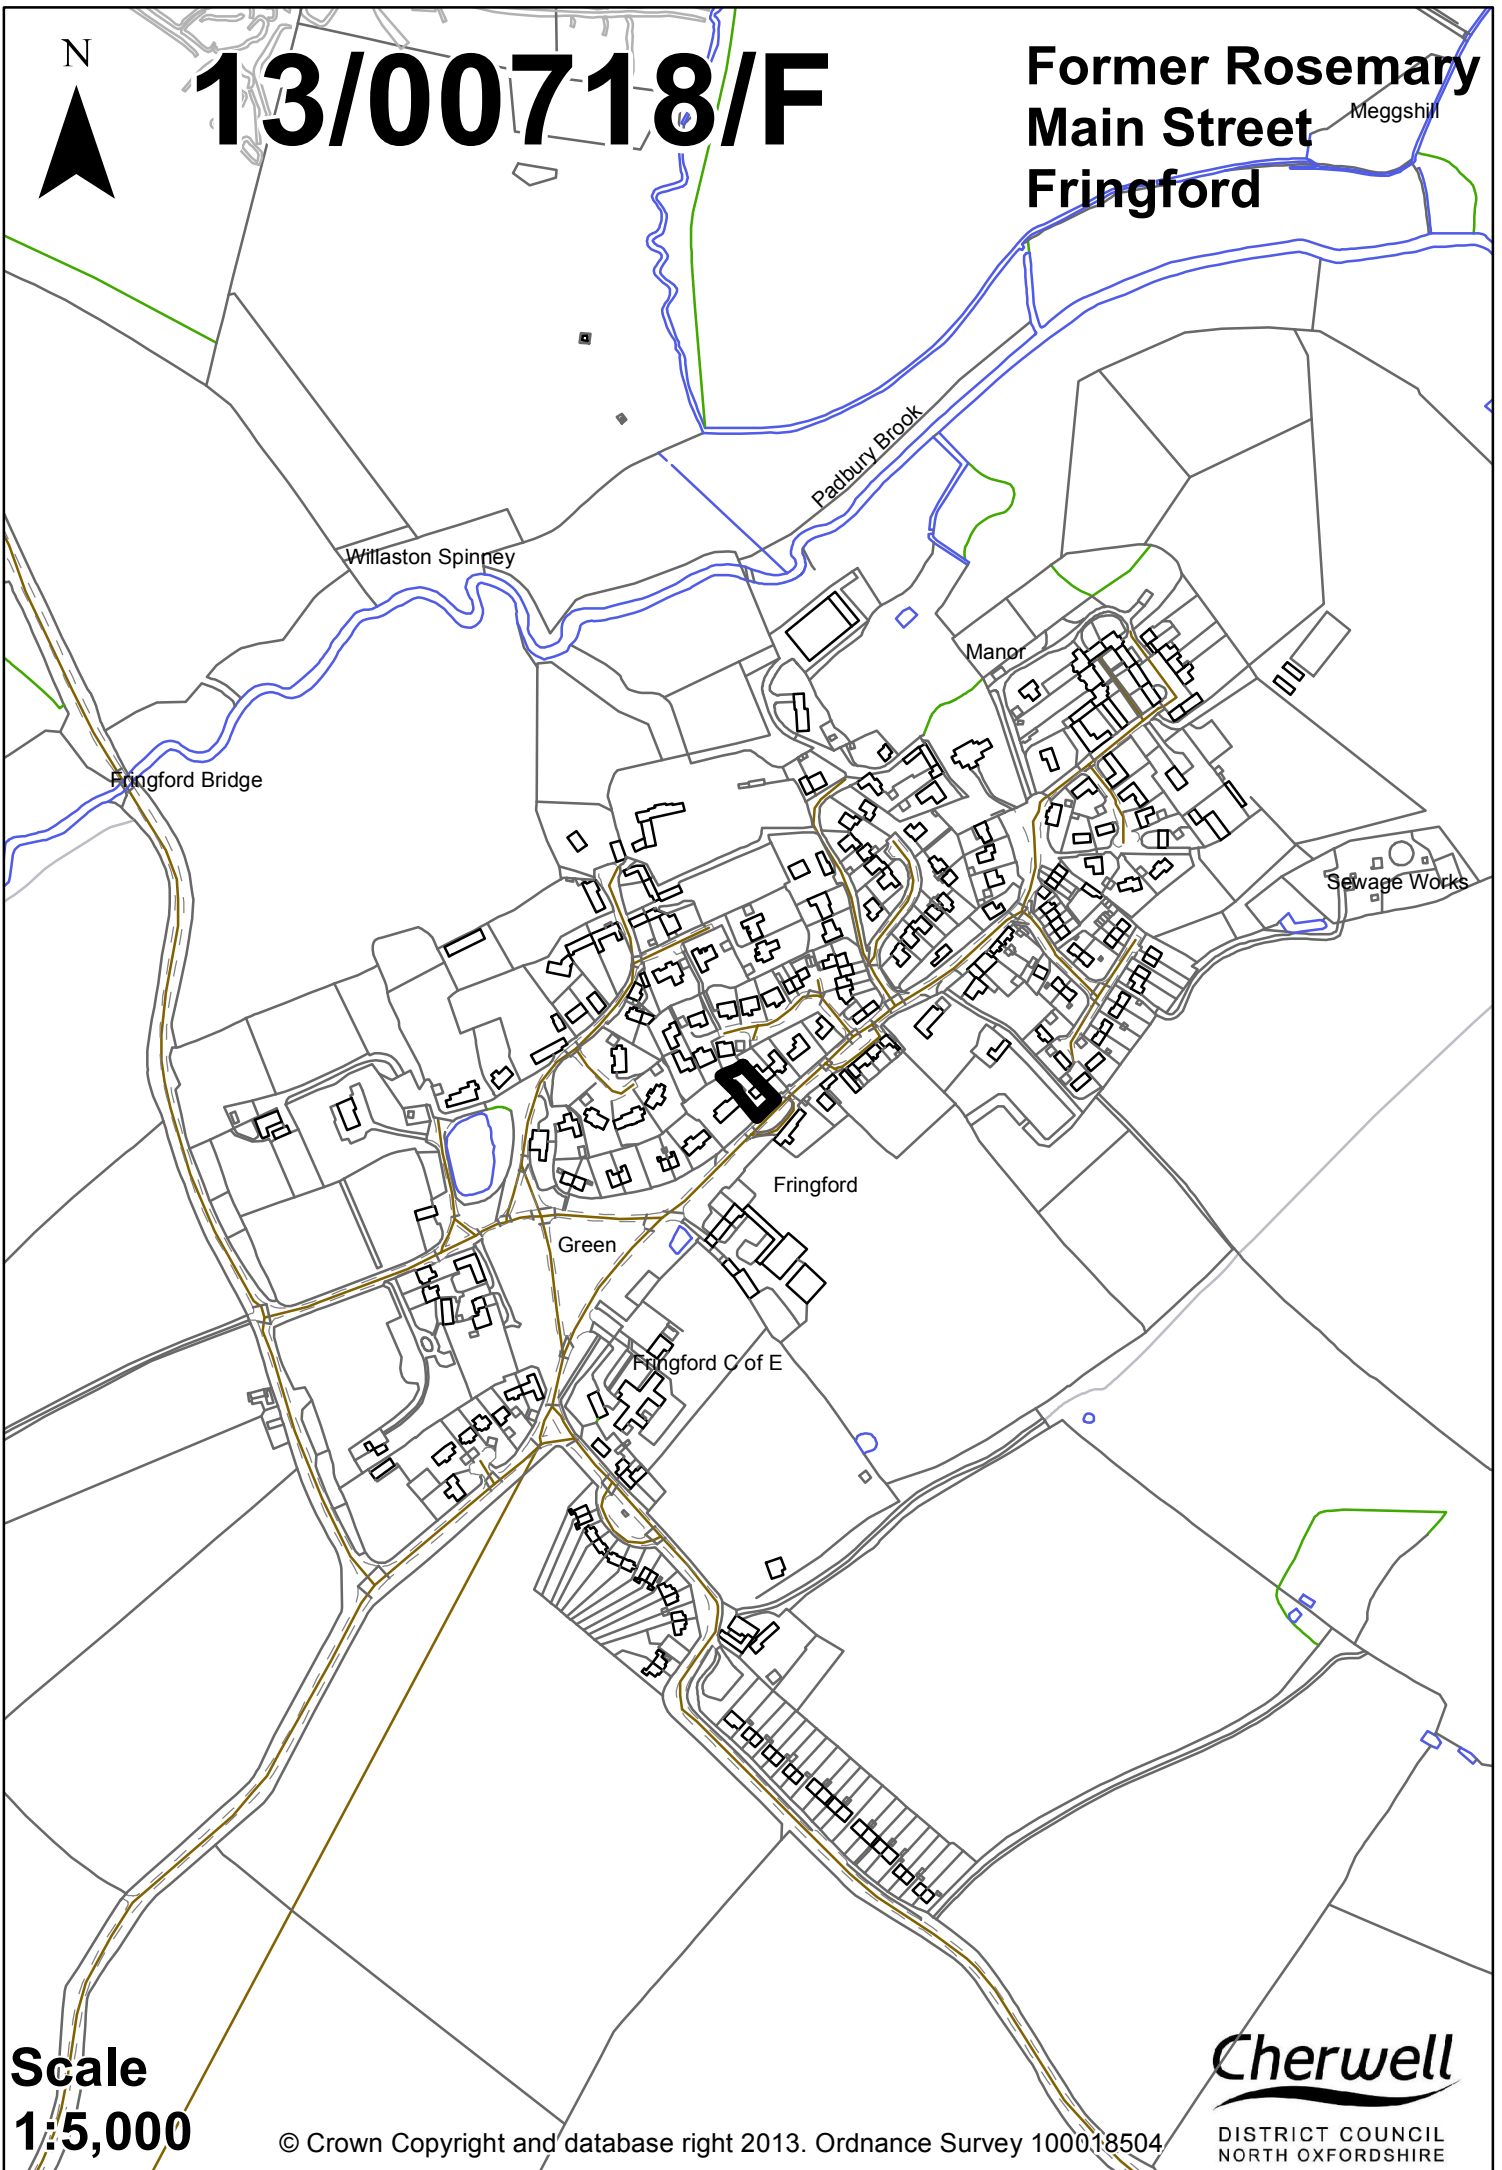 N
13/00718/F
Former Rosemary
Main Street
Fringford
Meggshill
Padbury Brook
Willaston Spinney
Manor
Fringford Bridge
Sewage Works
Fringford
Green
Fringford C of E
Scale
1:5,000
© Crown Copyright and database right 2013. Ordnance Survey 100018504
Cherwell
DISTRICT COUNCIL
NORTH OXFORDSHIRE